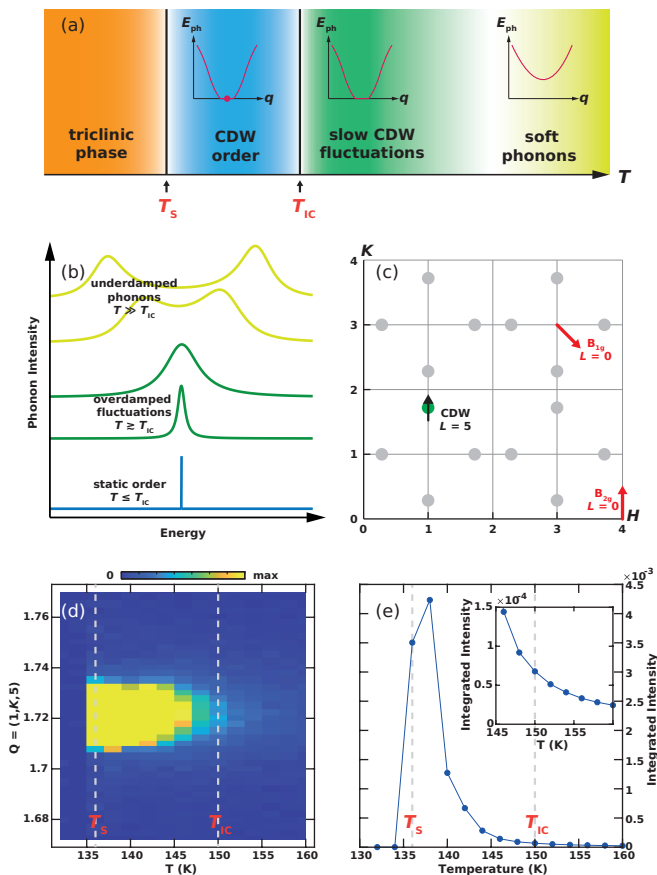 (a)
E_ph
q
E_ph
q
E_ph
q
triclinic
phase
CDW
order
slow CDW
fluctuations
soft
phonons
T
T_S
T_IC
(b)
underdamped
phonons
T ≫ T_IC
overdamped
fluctuations
T ≳ T_IC
static order
T ≤ T_IC
Phonon Intensity
Energy
(c)
K
4
3
2
1
0
0
1
2
3
4
H
B_1g
L = 0
CDW
L = 5
B_2g
L = 0
0
max
(d)
Q = (1,K,5)
1.76
1.74
1.72
1.7
1.68
T_S
T_IC
135
140
145
150
155
160
T (K)
(e)
×10⁻³
4.5
4
3.5
3
2.5
2
1.5
1
0.5
0
Integrated Intensity
×10⁻⁴
1.5
1
0.5
0
Integrated Intensity
145
150
155
T (K)
T_S
T_IC
130
135
140
145
150
155
160
Temperature (K)